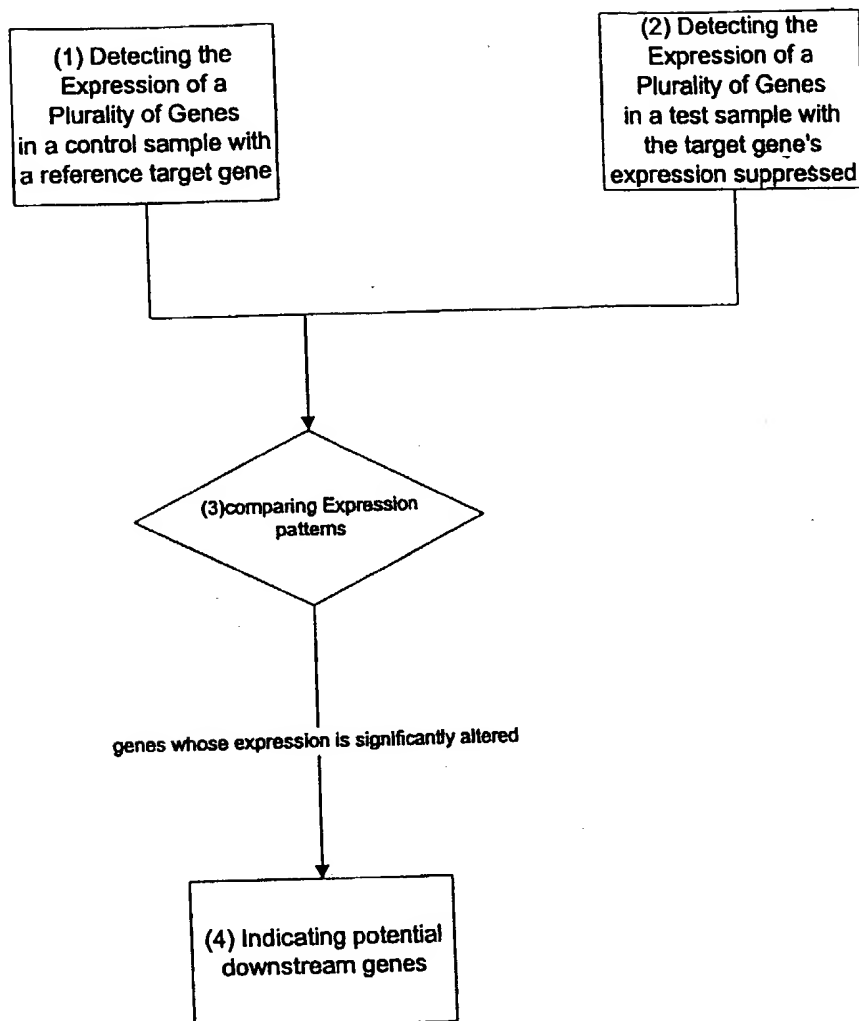 (1) Detecting the
Expression of a
Plurality of Genes
in a control sample with
a reference target gene
(2) Detecting the
Expression of a
Plurality of Genes
in a test sample with
the target gene's
expression suppressed
(3)comparing Expression
patterns
genes whose expression is significantly altered
(4) Indicating potential
downstream genes